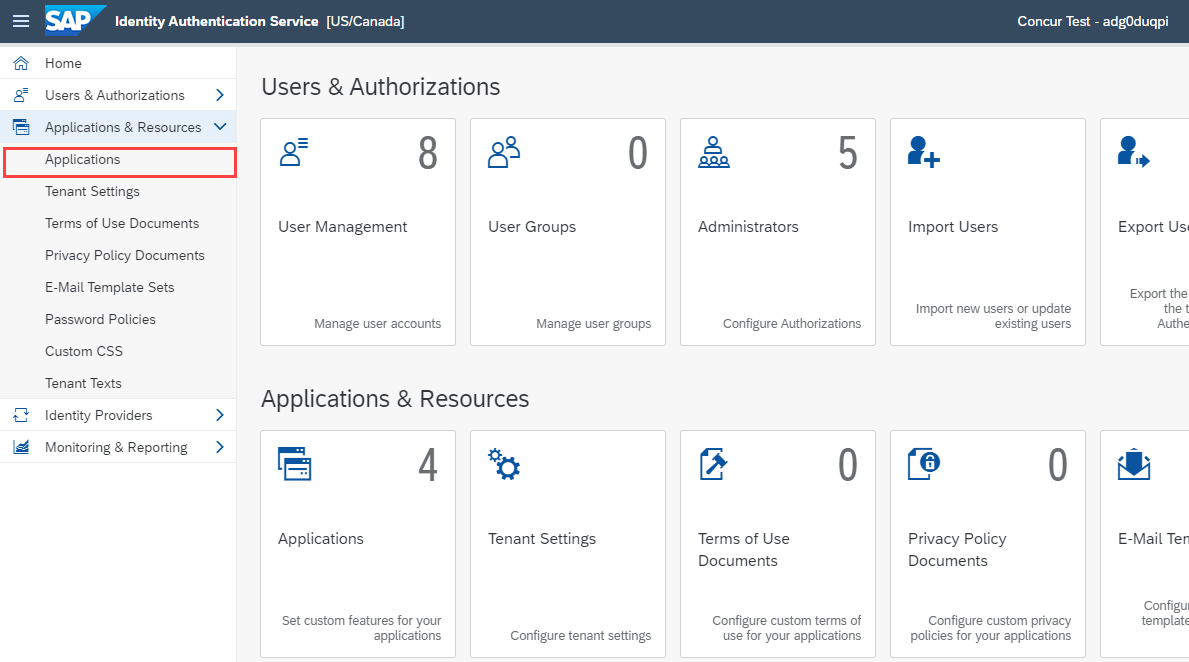 SAP Identity Authentication Service [US/Canada] Concur Test - adg0duqpi
Home
Users & Authorizations
Applications & Resources
Applications
Tenant Settings
Terms of Use Documents
Privacy Policy Documents
E-Mail Template Sets
Password Policies
Custom CSS
Tenant Texts
Identity Providers
Monitoring & Reporting
Users & Authorizations
8
User Management
Manage user accounts
0
User Groups
Manage user groups
5
Administrators
Configure Authorizations
Import Users
Import new users or update
existing users
Export Use
Export the
the t
Authe
Applications & Resources
4
Applications
Set custom features for your
applications
Tenant Settings
Configure tenant settings
0
Terms of Use
Documents
Configure custom terms of
use for your applications
0
Privacy Policy
Documents
Configure custom privacy
policies for your applications
E-Mail Ten
Configu
template